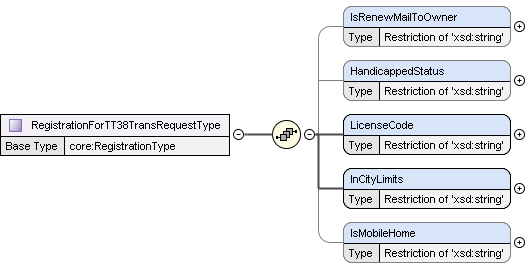 IsRenewMailToOwner
Type Restriction of 'xsd:string'
HandicappedStatus
Type Restriction of 'xsd:string'
RegistrationForTT38TransRequestType
Base Type core:RegistrationType
LicenseCode
Type Restriction of 'xsd:string'
InCityLimits
Type Restriction of 'xsd:string'
IsMobileHome
Type Restriction of 'xsd:string'